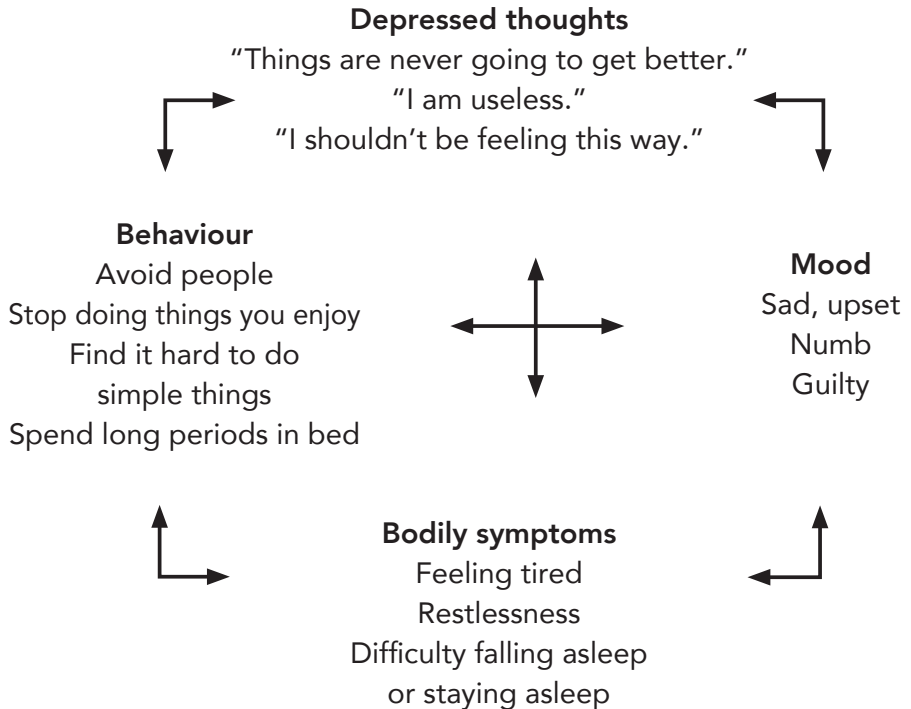 Depressed thoughts
“Things are never going to get better.”
“I am useless.”
“I shouldn’t be feeling this way.”
Behaviour
Avoid people
Stop doing things you enjoy
Find it hard to do
simple things
Spend long periods in bed
Mood
Sad, upset
Numb
Guilty
Bodily symptoms
Feeling tired
Restlessness
Difficulty falling asleep
or staying asleep